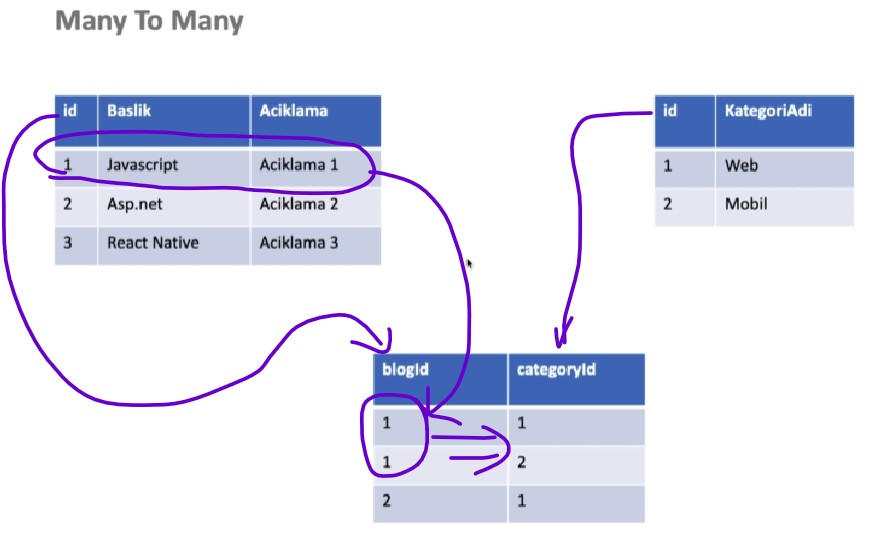 Many To Many
id Baslik Aciklama
1 Javascript Aciklama 1
2 Asp.net Aciklama 2
3 React Native Aciklama 3
id KategoriAdi
1 Web
2 Mobil
blogId categoryId
1 1
1 2
2 1